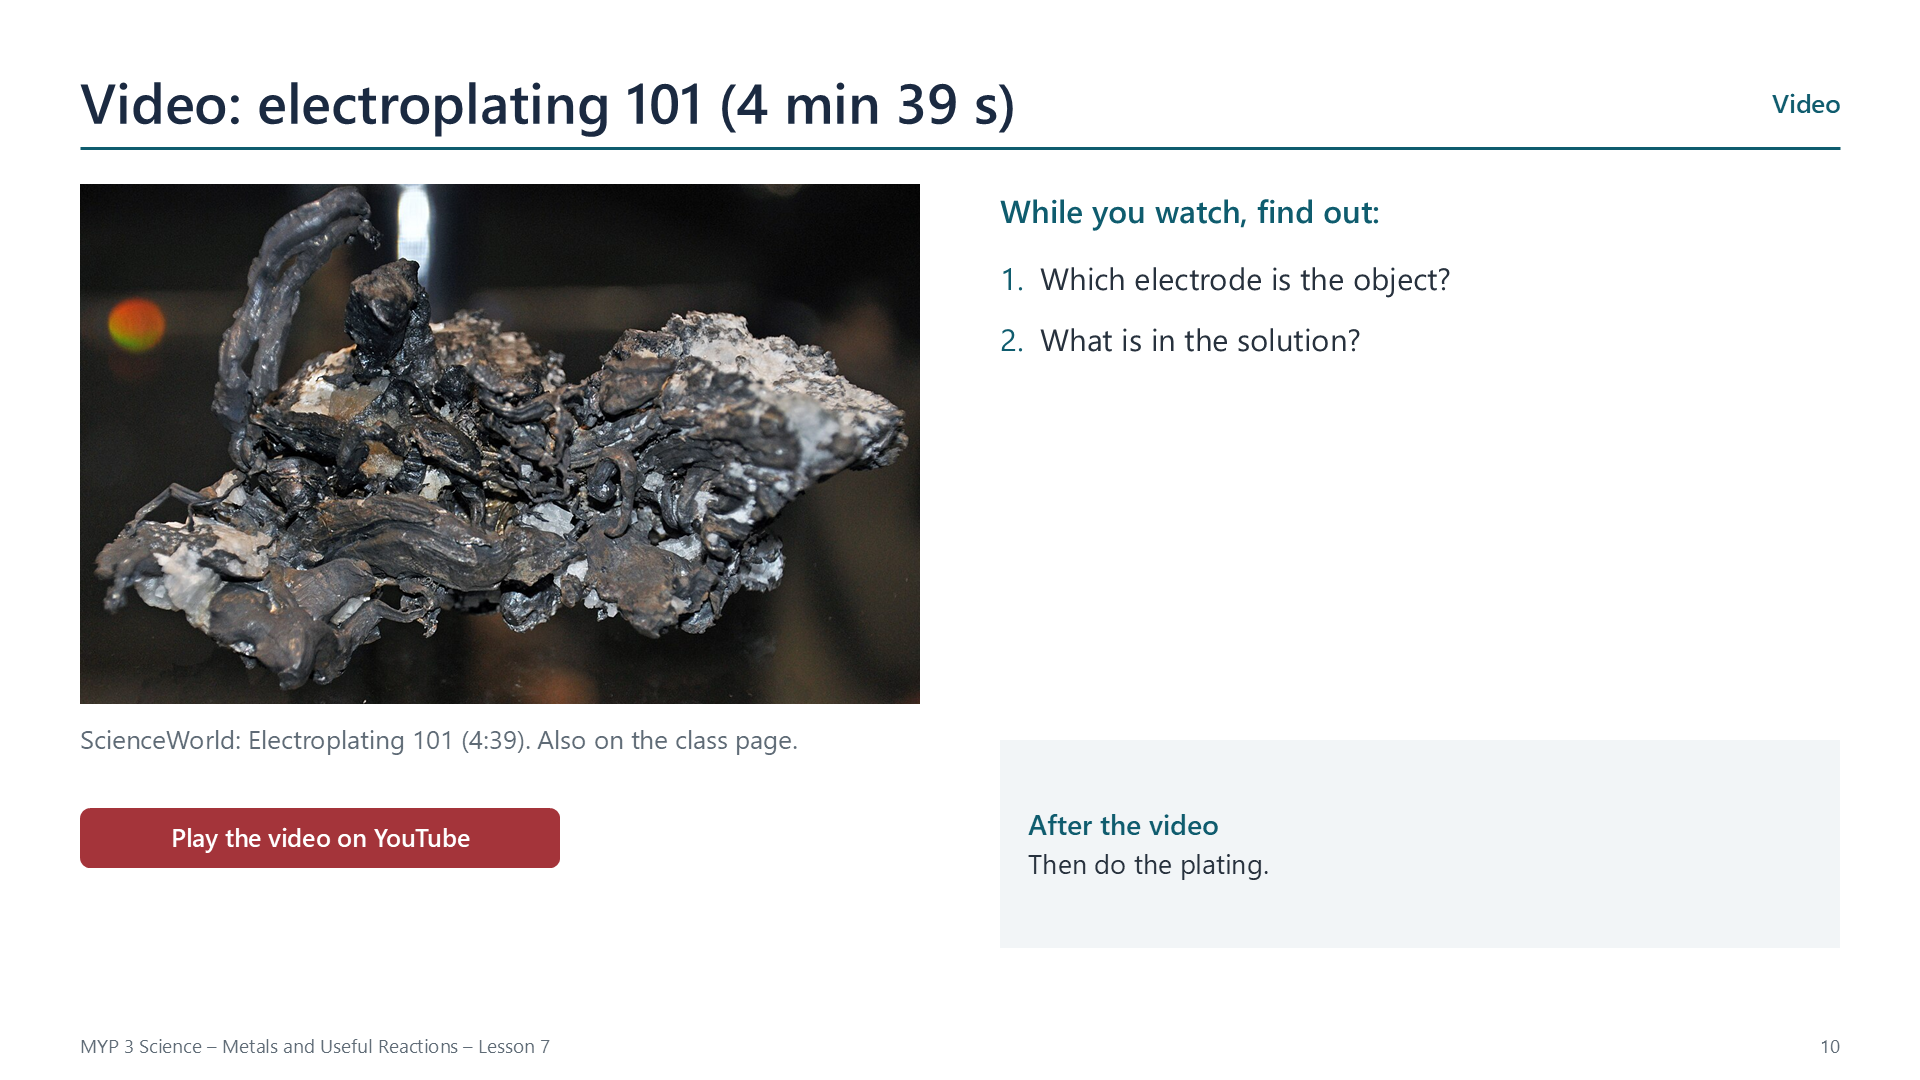 Video: electroplating 101 (4 min 39 s)
Video
While you watch, find out:
1. Which electrode is the object?
2. What is in the solution?
ScienceWorld: Electroplating 101 (4:39). Also on the class page.
Play the video on YouTube
After the video
Then do the plating.
MYP 3 Science – Metals and Useful Reactions – Lesson 7
10